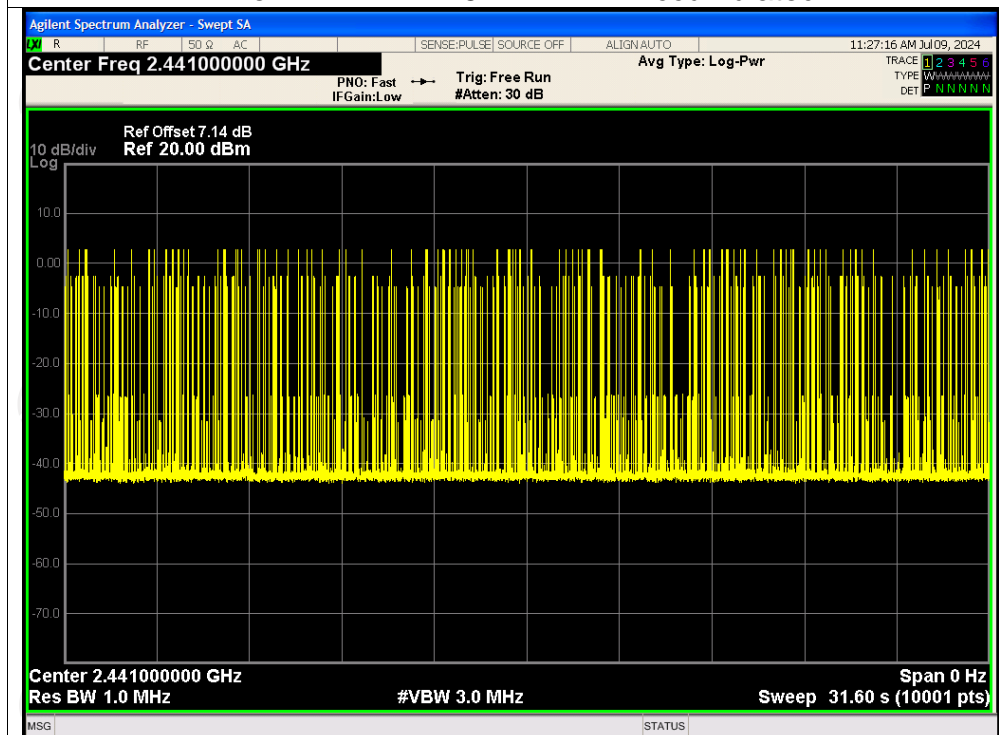 Agilent Spectrum Analyzer - Swept SA
LXI R RF 50 Ω AC SENSE:PULSE SOURCE OFF ALIGN AUTO 11:27:16 AM Jul 09, 2024
Center Freq 2.441000000 GHz Avg Type: Log-Pwr TRACE 1 2 3 4 5 6
PNO: Fast Trig: Free Run TYPE W
IFGain:Low #Atten: 30 dB DET P N N N N N
Ref Offset 7.14 dB
10 dB/div Ref 20.00 dBm
Log
10.0
0.00
-10.0
-20.0
-30.0
-40.0
-50.0
-60.0
-70.0
Center 2.441000000 GHz Span 0 Hz
Res BW 1.0 MHz #VBW 3.0 MHz Sweep 31.60 s (10001 pts)
MSG STATUS